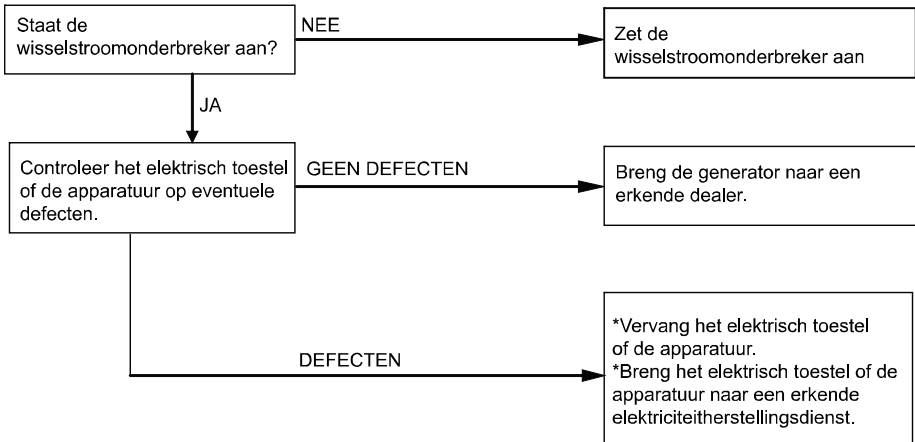 Staat de
wisselstroomonderbreker aan?
NEE
Zet de
wisselstroomonderbreker aan
JA
Controleer het elektrisch toestel
of de apparatuur op eventuele
defecten.
GEEN DEFECTEN
Breng de generator naar een
erkende dealer.
DEFECTEN
*Vervang het elektrisch toestel
of de apparatuur.
*Breng het elektrisch toestel of de
apparatuur naar een erkende
elektriciteitherstellingsdienst.